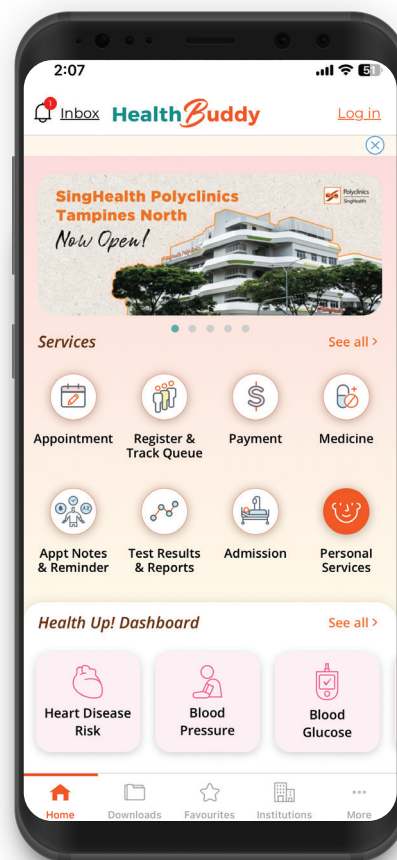 2:07
51
1
Inbox
HealthBuddy
Log in
SingHealth Polyclinics
Tampines North
Now Open!
Polyclinics
SingHealth
Services
See all >
Appointment
Register &
Track Queue
Payment
Medicine
Appt Notes
& Reminder
Test Results
& Reports
Admission
Personal
Services
Health Up! Dashboard
See all >
Heart Disease
Risk
Blood
Pressure
Blood
Glucose
Home
Downloads
Favourites
Institutions
More